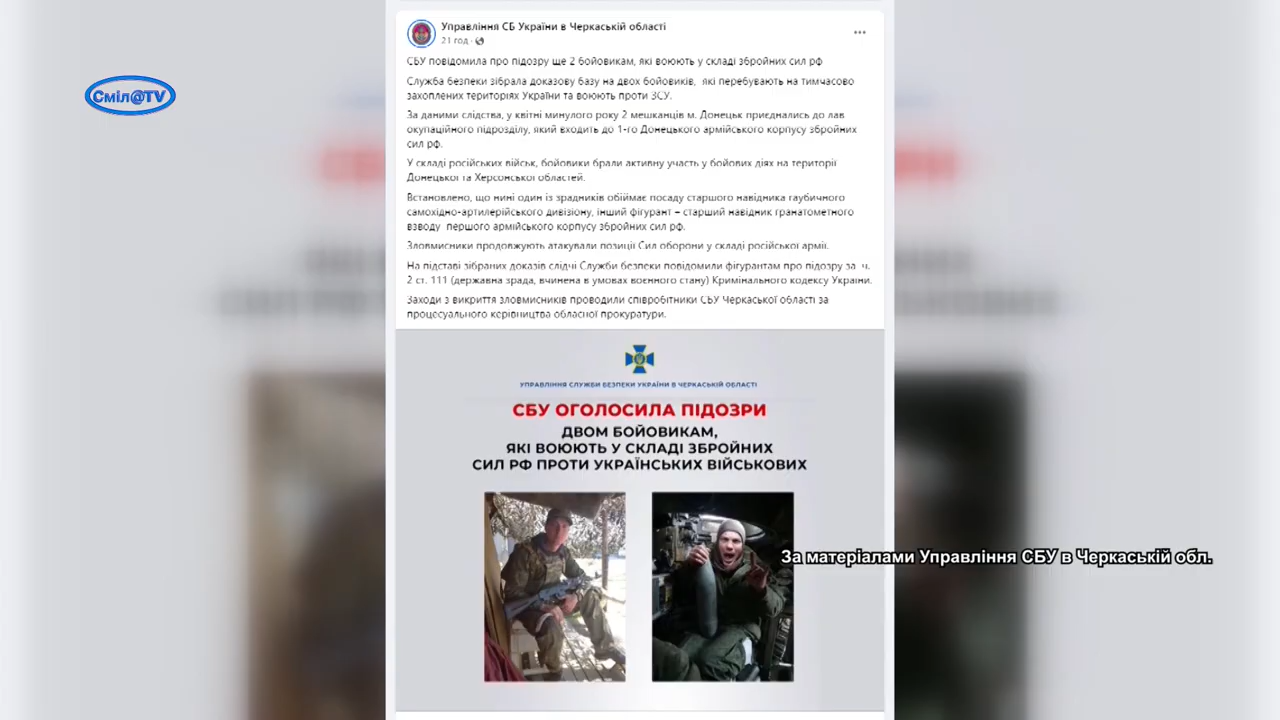 Управління СБ України в Черкаській області
21 год
Сміл@TV
СБУ повідомила про підозру ще 2 бойовикам, які воюють у складі збройних сил рф
Служба безпеки зібрала доказову базу на двох бойовиків, які перебувають на тимчасово
захоплених територіях України та воюють проти ЗСУ.
За даними слідства, у квітні минулого року 2 мешканців м. Донецьк приєднались до лав
окупаційного підрозділу, який входить до 1-го Донецького армійського корпусу збройних
сил рф.
У складі російських військ, бойовики брали активну участь у бойових діях на території
Донецької та Херсонської областей.
Встановлено, що нині один із зрадників обіймає посаду старшого навідника гаубичного
самохідно-артилерійського дивізіону, інший фігурант – старший навідник гранатометного
взводу першого армійського корпусу збройних сил рф.
Зловмисники продовжують атакували позиції Сил оборони у складі російської армії.
На підставі зібраних доказів слідчі Служби безпеки повідомили фігурантам про підозру за ч.
2 ст. 111 (державна зрада, вчинена в умовах воєнного стану) Кримінального кодексу України.
Заходи з викриття зловмисників проводили співробітники СБУ Черкаської області за
процесуального керівництва обласної прокуратури.
УПРАВЛІННЯ СЛУЖБИ БЕЗПЕКИ УКРАЇНИ В ЧЕРКАСЬКІЙ ОБЛАСТІ
СБУ ОГОЛОСИЛА ПІДОЗРИ
ДВОМ БОЙОВИКАМ,
ЯКІ ВОЮЮТЬ У СКЛАДІ ЗБРОЙНИХ
СИЛ РФ ПРОТИ УКРАЇНСЬКИХ ВІЙСЬКОВИХ
За матеріалами Управління СБУ в Черкаській обл.